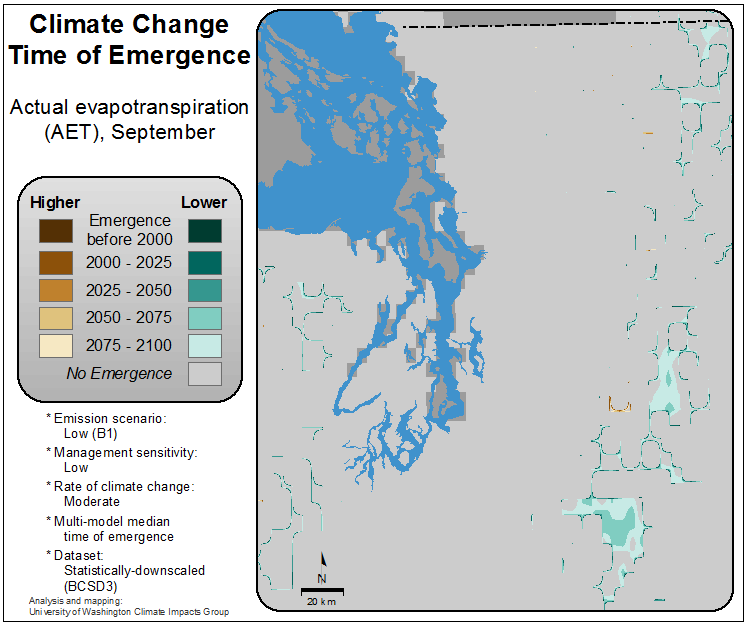 Climate Change
Time of Emergence
Actual evapotranspiration
(AET), September
Higher Lower
Emergence
before 2000
2000 - 2025
2025 - 2050
2050 - 2075
2075 - 2100
No Emergence
* Emission scenario:
Low (B1)
* Management sensitivity:
Low
* Rate of climate change:
Moderate
* Multi-model median
time of emergence
* Dataset:
Statistically-downscaled
(BCSD3)
Analysis and mapping:
University of Washington Climate Impacts Group
N
20 km